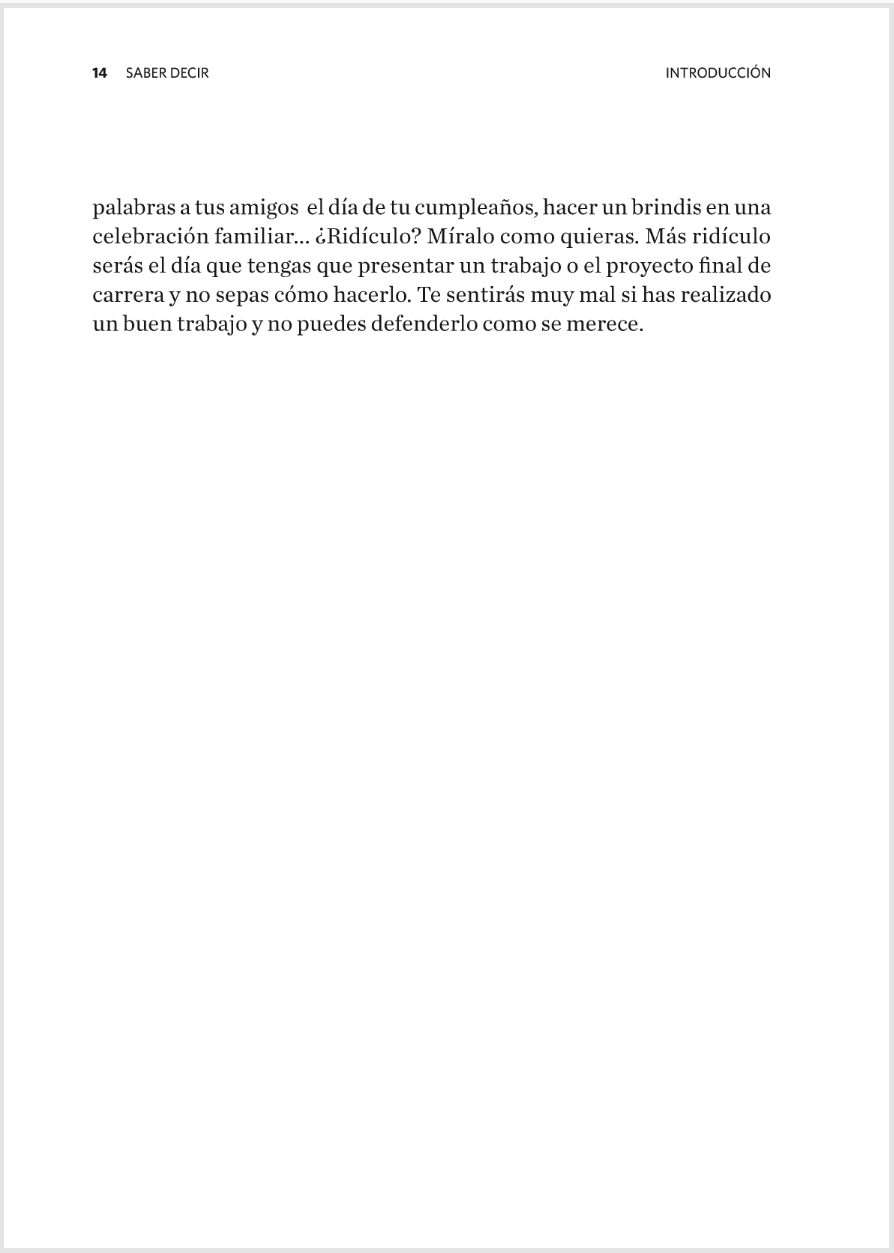 14 SABER DECIR INTRODUCCIÓN
palabras a tus amigos el día de tu cumpleaños, hacer un brindis en una
celebración familiar... ¿Ridículo? Míralo como quieras. Más ridículo
serás el día que tengas que presentar un trabajo o el proyecto final de
carrera y no sepas cómo hacerlo. Te sentirás muy mal si has realizado
un buen trabajo y no puedes defenderlo como se merece.